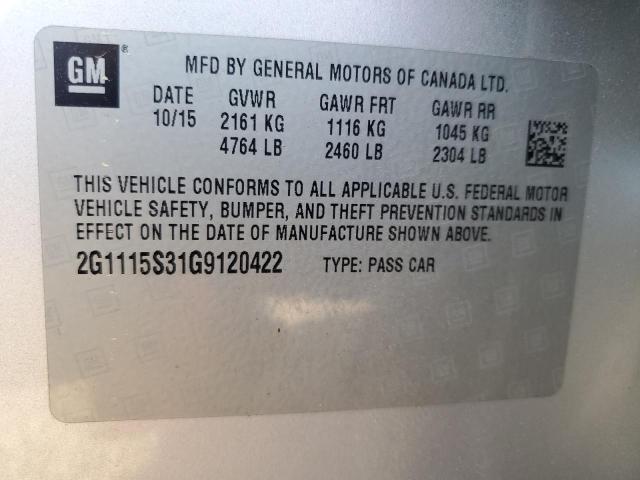 GM ®
MFD BY GENERAL MOTORS OF CANADA LTD.
DATE GVWR GAWR FRT GAWR RR
10/15 2161 KG 1116 KG 1045 KG
4764 LB 2460 LB 2304 LB
THIS VEHICLE CONFORMS TO ALL APPLICABLE U.S. FEDERAL MOTOR
VEHICLE SAFETY, BUMPER, AND THEFT PREVENTION STANDARDS IN
EFFECT ON THE DATE OF MANUFACTURE SHOWN ABOVE.
2G1115S31G9120422 TYPE: PASS CAR